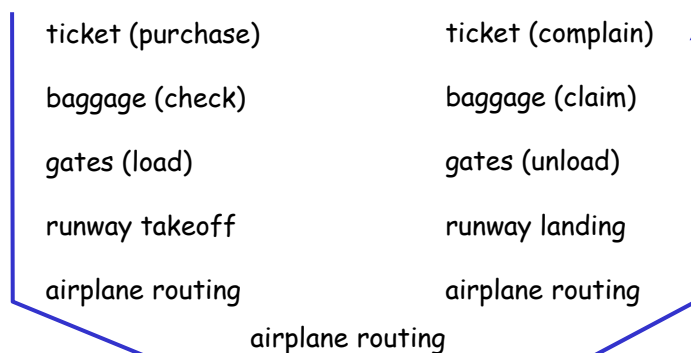 ticket (purchase)
baggage (check)
gates (load)
runway takeoff
airplane routing
ticket (complain)
baggage (claim)
gates (unload)
runway landing
airplane routing
airplane routing